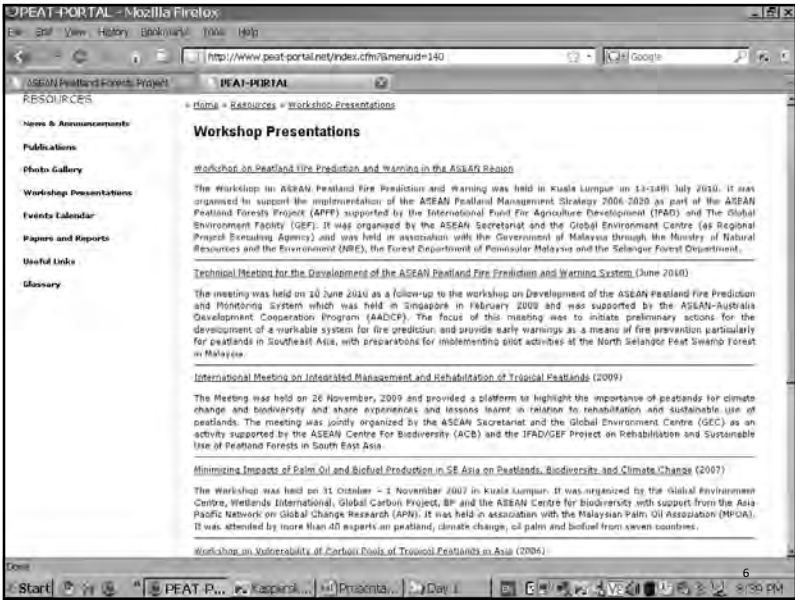 PEAT-PORTAL - Mozilla Firefox
File Edit View History Bookmarks Tools Help
http://www.peat-portal.net/index.cfm?&menuid=140
Google
ASEAN Peatland Forests Project
PEAT-PORTAL
RESOURCES
News & Announcements
Publications
Photo Gallery
Workshop Presentations
Events Calendar
Papers and Reports
Useful Links
Glossary
» Home » Resources » Workshop Presentations
Workshop Presentations
Workshop on Peatland Fire Prediction and Warning in the ASEAN Region
The Workshop on ASEAN Peatland Fire Prediction and Warning was held in Kuala Lumpur on 13-14th July 2010. It was
organised to support the implementation of the ASEAN Peatland Management Strategy 2006-2020 as part of the ASEAN
Peatland Forests Project (APFP) supported by the International Fund For Agriculture Development (IFAD) and The Global
Environment Facility (GEF). It was organized by the ASEAN Secretariat and the Global Environment Centre (as Regional
Project Executing Agency) and was held in association with the Government of Malaysia through the Ministry of Natural
Resources and the Environment (NRE), the Forest Department of Peninsular Malaysia and the Selangor Forest Department.
Technical Meeting for the Development of the ASEAN Peatland Fire Prediction and Warning System (June 2010)
The meeting was held on 10 June 2010 as a follow-up to the workshop on Development of the ASEAN Peatland Fire Prediction
and Monitoring System which was held in Singapore in February 2009 and was supported by the ASEAN-Australia
Development Cooperation Program (AADCP). The focus of this meeting was to initiate preliminary actions for the
development of a workable system for fire prediction and provide early warnings as a means of fire prevention particularly
for peatlands in Southeast Asia, with preparations for implementing pilot activities at the North Selangor Peat Swamp Forest
in Malaysia.
International Meeting on Integrated Management and Rehabilitation of Tropical Peatlands (2009)
The Meeting was held on 26 November, 2009 and provided a platform to highlight the importanse of peatlands for climate
change and biodiversity and share experiences and lessons learnt in relation to rehabilitation and sustainable use of
peatlands. The meeting was jointly organized by the ASEAN Secretariat and the Global Environment Centre (GEC) as an
activity supported by the ASEAN Centre For Biodiversity (ACB) and the IFAD/GEF Project on Rehabilitation and Sustainable
Use of Peatland Forests in South East Asia.
Minimizing Impacts of Palm Oil and Biofuel Production in SE Asia on Peatlands, Biodiversity and Climate Change (2007)
The Workshop was held on 31 October – 1 November 2007 in Kuala Lumpur. It was organized by the Global Environment
Centre, Wetlands International, Global Carbon Project, BP and the ASEAN Centre for biodiversity with support from the Asia
Pacific Network on Global Change Research (APN). It was held in association with the Malaysian Palm Oil Association (MPOA).
It was attended by more than 40 experts on peatland, climate change, oil palm and biofuel from seven countries.
Workshop on Vulnerability of Carbon Pools of Tropical Peatlands in Asia (2006)
Done
6
Start PEAT P... Kaspersk... Presenta... Day 1 PM